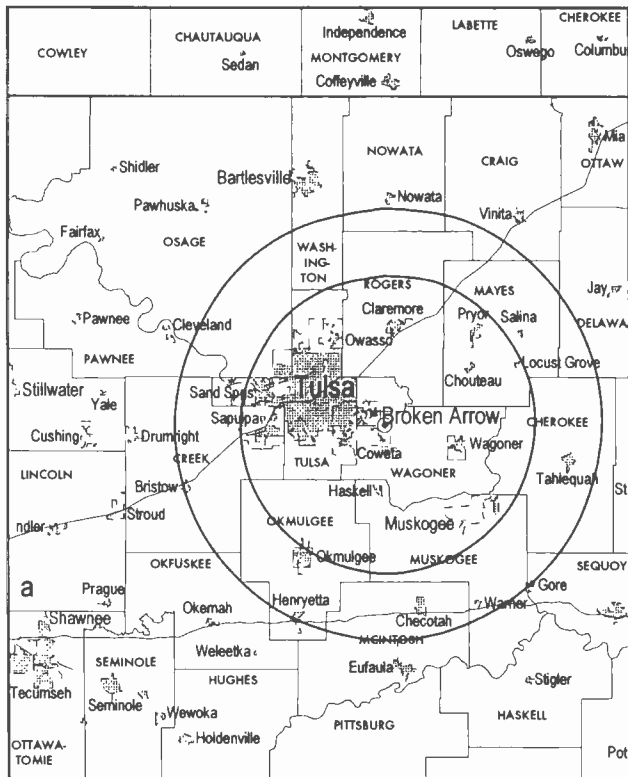 CHEROKEE
LABETTE
Independence
CHAUTAUQUA
COWLEY
Oswego
Columbu
MONTGOMERY
Sedan
Coffeyville
Mia
NOWATA
CRAIG
OTTAW
Shidler
Bartlesville
Nowata
Pawhuska
Vinita
Fairfax
OSAGE
WASH-
ING-
TON
ROGERS
MAYES
Jay
Claremore
Pryor
Salina
Pawnee
Cleveland
DELAWA
Owasso
PAWNEE
Locust Grove
Chouteau
Stillwater
Sand Spgs
Tulsa
Yale
Sapulpa
Broken Arrow
CHEROKEE
Cushing
Drumright
Coweta
Wagoner
CREEK
TULSA
WAGONER
LINCOLN
Tahlequah
Bristow
Haskell
St
Stroud
OKMULGEE
Muskogee
ndler
Okmulgee
MUSKOGEE
OKFUSKEE
SEQUOY
a
Gore
Prague
Henryetta
Warner
Okemah
Checotah
Shawnee
MCINTOSH
Weleetka
SEMINOLE
Eufaula
Tecumseh
HUGHES
Stigler
Seminole
Wewoka
HASKELL
PITTSBURG
Holdenville
OTTAWA-
TOMIE
Pot